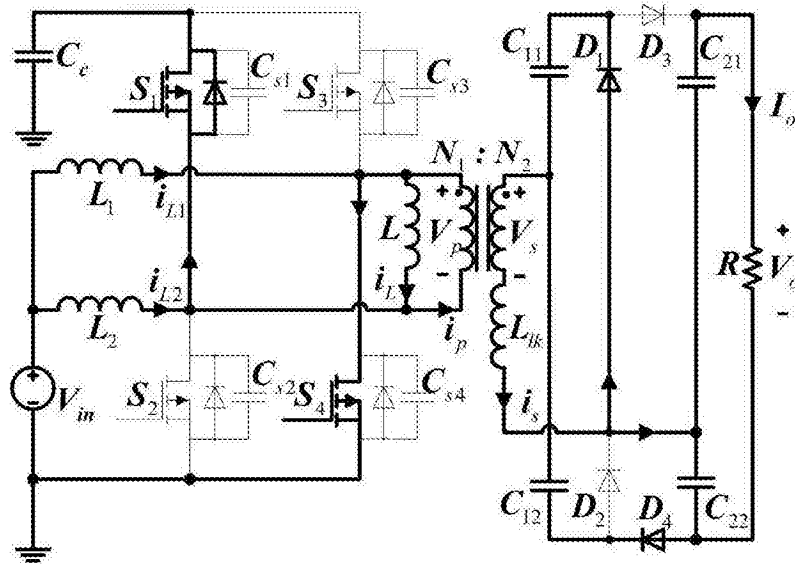 C_c
S_1
C_s1
S_3
C_s3
C_11
D_1
D_3
C_21
I_o
N_1 : N_2
L_1
i_L1
L
i_L
+
V_p
-
+
V_s
-
R
+
V_o
-
L_2
i_L2
i_p
L_lk
i_s
+
-
V_in
S_2
C_s2
S_4
C_s4
C_12
D_2
D_4
C_22